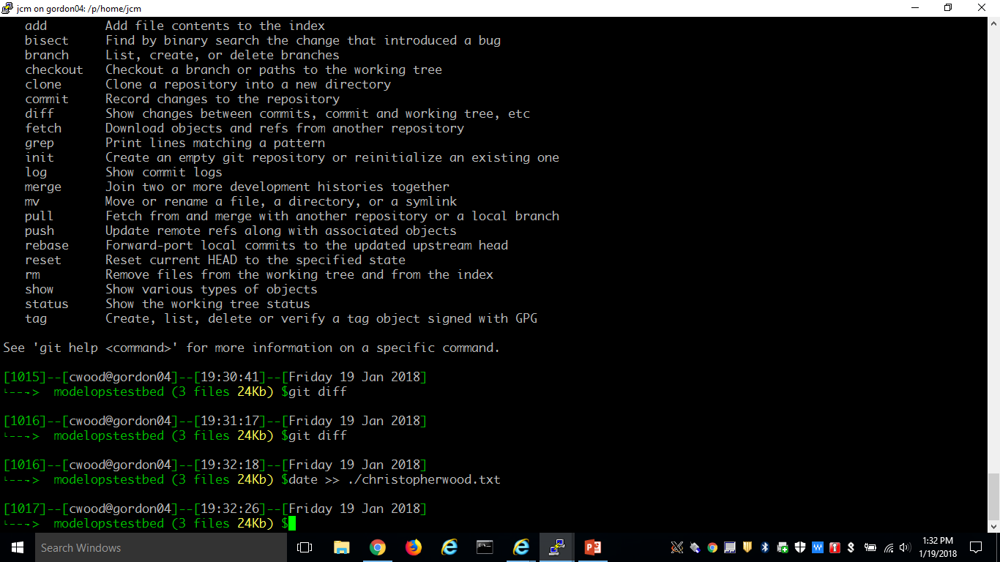 jcm on gordon04: /p/home/jcm
add Add file contents to the index
bisect Find by binary search the change that introduced a bug
branch List, create, or delete branches
checkout Checkout a branch or paths to the working tree
clone Clone a repository into a new directory
commit Record changes to the repository
diff Show changes between commits, commit and working tree, etc
fetch Download objects and refs from another repository
grep Print lines matching a pattern
init Create an empty git repository or reinitialize an existing one
log Show commit logs
merge Join two or more development histories together
mv Move or rename a file, a directory, or a symlink
pull Fetch from and merge with another repository or a local branch
push Update remote refs along with associated objects
rebase Forward-port local commits to the updated upstream head
reset Reset current HEAD to the specified state
rm Remove files from the working tree and from the index
show Show various types of objects
status Show the working tree status
tag Create, list, delete or verify a tag object signed with GPG
See 'git help <command>' for more information on a specific command.
[1015]--[cwood@gordon04]--[19:30:41]--[Friday 19 Jan 2018]
└---> modelopstestbed (3 files 24Kb) $git diff
[1016]--[cwood@gordon04]--[19:31:17]--[Friday 19 Jan 2018]
└---> modelopstestbed (3 files 24Kb) $git diff
[1016]--[cwood@gordon04]--[19:32:18]--[Friday 19 Jan 2018]
└---> modelopstestbed (3 files 24Kb) $date >> ./christopherwood.txt
[1017]--[cwood@gordon04]--[19:32:26]--[Friday 19 Jan 2018]
└---> modelopstestbed (3 files 24Kb) $
Search Windows
1:32 PM
1/19/2018